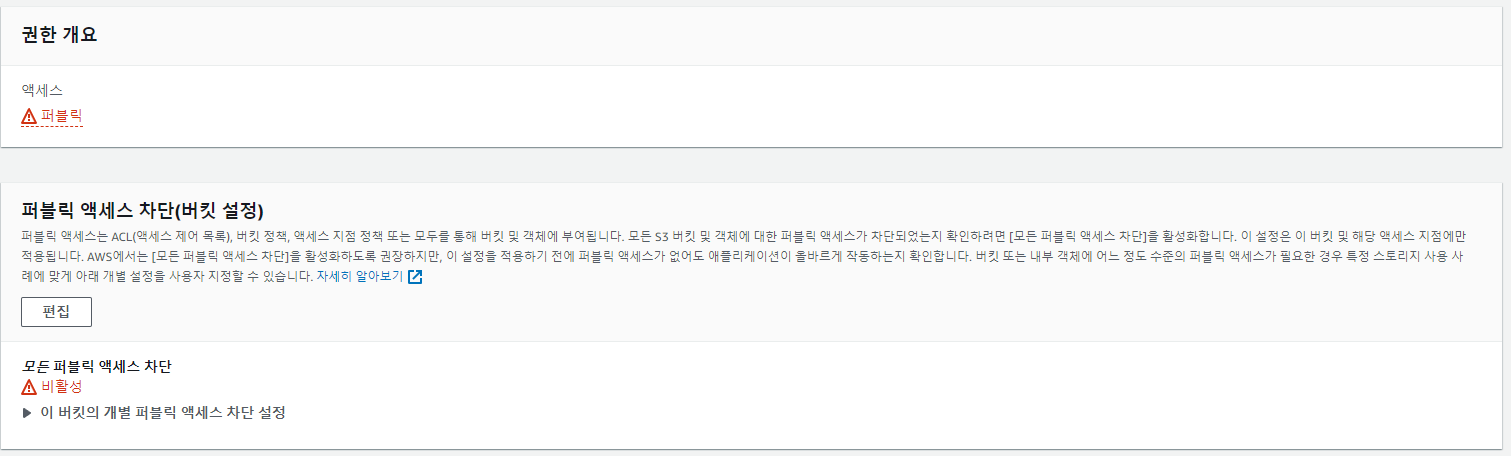 권한 개요
액세스
퍼블릭
퍼블릭 액세스 차단(버킷 설정)
퍼블릭 액세스는 ACL(액세스 제어 목록), 버킷 정책, 액세스 지점 정책 또는 모두를 통해 버킷 및 객체에 부여됩니다. 모든 S3 버킷 및 객체에 대한 퍼블릭 액세스가 차단되었는지 확인하려면 [모든 퍼블릭 액세스 차단]을 활성화합니다. 이 설정은 이 버킷 및 해당 액세스 지점에만
적용됩니다. AWS에서는 [모든 퍼블릭 액세스 차단]을 활성화하도록 권장하지만, 이 설정을 적용하기 전에 퍼블릭 액세스가 없어도 애플리케이션이 올바르게 작동하는지 확인합니다. 버킷 또는 내부 객체에 어느 정도 수준의 퍼블릭 액세스가 필요한 경우 특정 스토리지 사용 사
례에 맞게 아래 개별 설정을 사용자 지정할 수 있습니다. 자세히 알아보기
편집
모든 퍼블릭 액세스 차단
비활성
이 버킷의 개별 퍼블릭 액세스 차단 설정